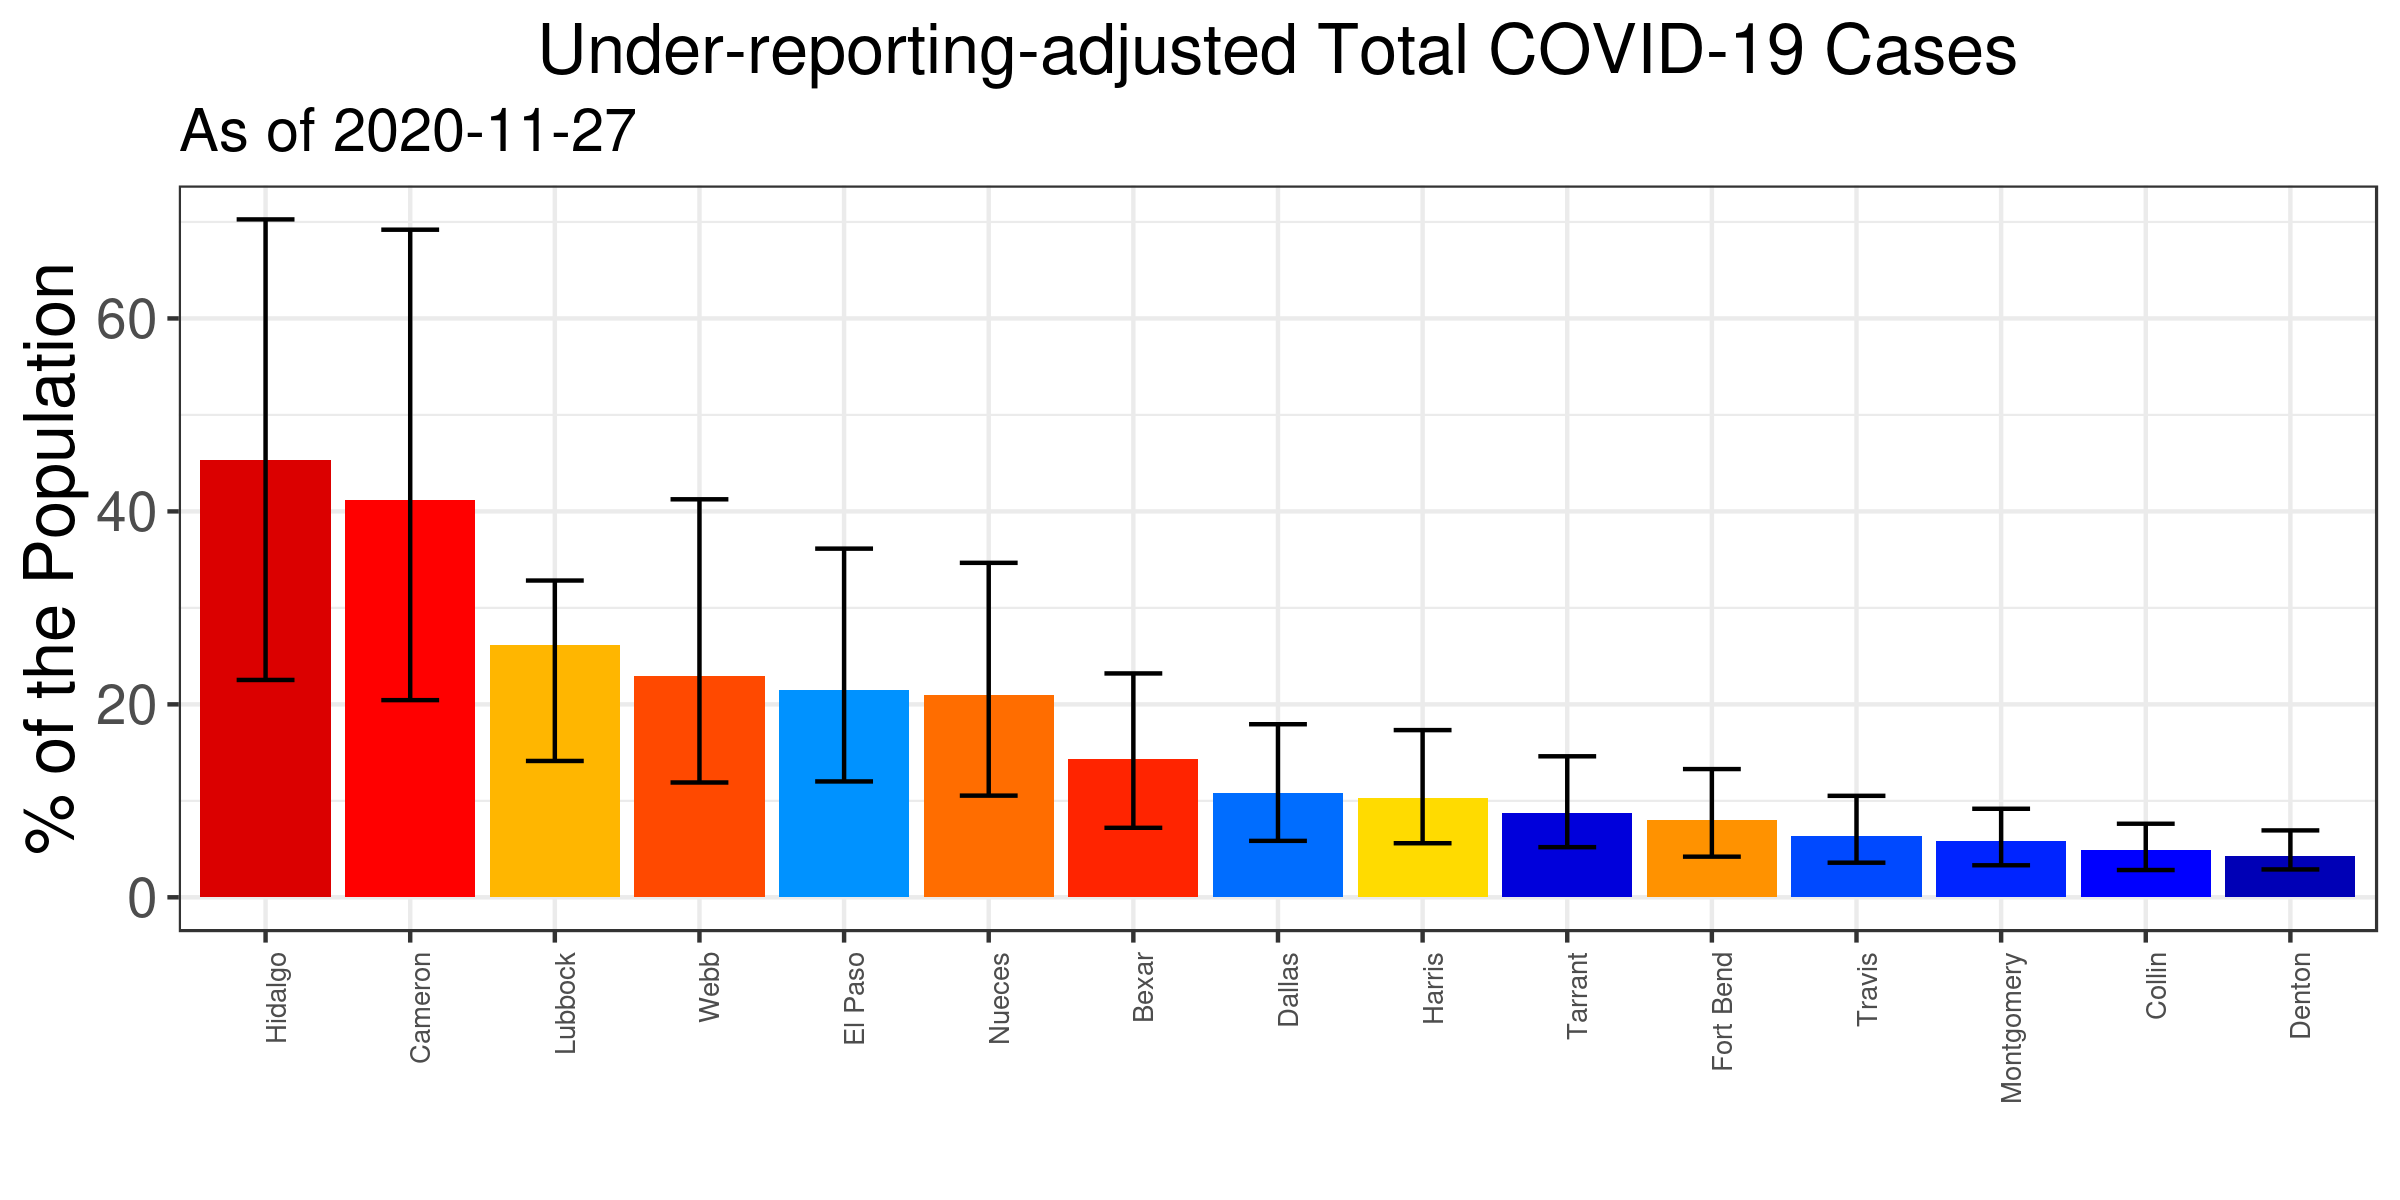 Under-reporting-adjusted Total COVID-19 Cases
As of 2020-11-27
% of the Population
60
40
20
0
Hidalgo
Cameron
Lubbock
Webb
El Paso
Nueces
Bexar
Dallas
Harris
Tarrant
Fort Bend
Travis
Montgomery
Collin
Denton